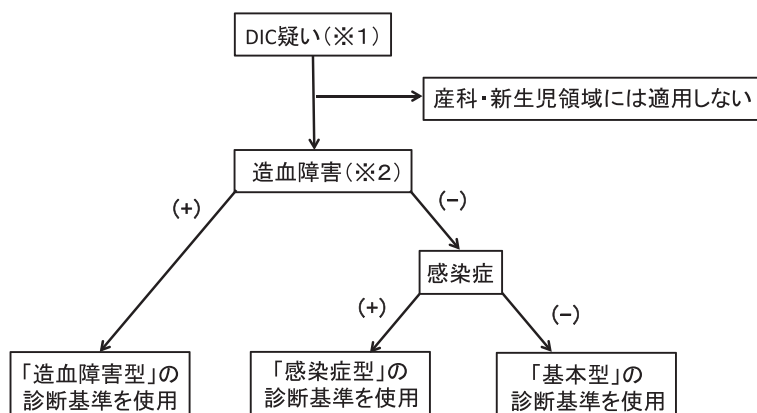 DIC疑い(※1)
産科・新生児領域には適用しない
造血障害(※2)
(+)
(-)
感染症
(+)
(-)
「造血障害型」の
診断基準を使用
「感染症型」の
診断基準を使用
「基本型」の
診断基準を使用